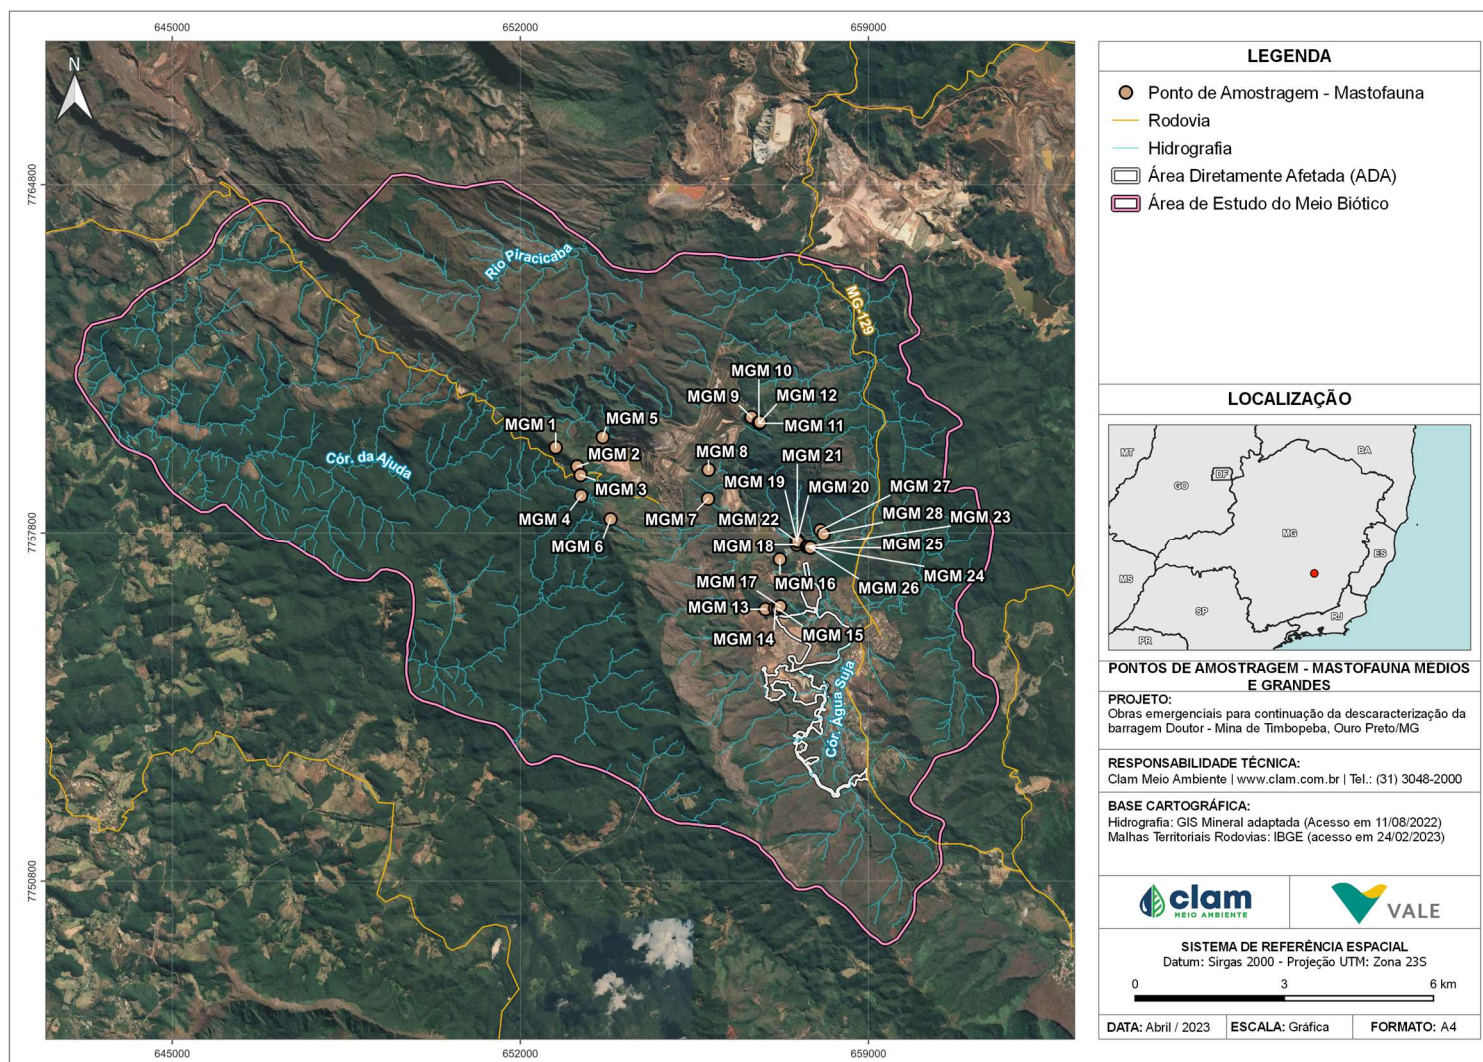 645000
652000
659000
N
7764800
7757800
7750800
Rio Piracicaba
MG-129
MGM 10
MGM 9
MGM 12
MGM 11
MGM 1
MGM 5
MGM 2
MGM 8
MGM 21
Cór. da Ajuda
MGM 3
MGM 19
MGM 20
MGM 27
MGM 4
MGM 7
MGM 22
MGM 28
MGM 23
MGM 6
MGM 18
MGM 25
MGM 24
MGM 17
MGM 16
MGM 26
MGM 13
MGM 14
MGM 15
Cór. Água Suja
645000
652000
659000
LEGENDA
Ponto de Amostragem - Mastofauna
Rodovia
Hidrografia
Área Diretamente Afetada (ADA)
Área de Estudo do Meio Biótico
LOCALIZAÇÃO
MT
BA
DF
GO
MG
ES
MS
SP
RJ
PR
PONTOS DE AMOSTRAGEM - MASTOFAUNA MÉDIOS
E GRANDES
PROJETO:
Obras emergenciais para continuação da descaracterização da
barragem Doutor - Mina de Timbopeba, Ouro Preto/MG
RESPONSABILIDADE TÉCNICA:
Clam Meio Ambiente | www.clam.com.br | Tel.: (31) 3048-2000
BASE CARTOGRÁFICA:
Hidrografia: GIS Mineral adaptada (Acesso em 11/08/2022)
Malhas Territoriais Rodovias: IBGE (acesso em 24/02/2023)
clam
MEIO AMBIENTE
VALE
SISTEMA DE REFERÊNCIA ESPACIAL
Datum: Sirgas 2000 - Projeção UTM: Zona 23S
0 3 6 km
DATA: Abril / 2023 ESCALA: Gráfica FORMATO: A4